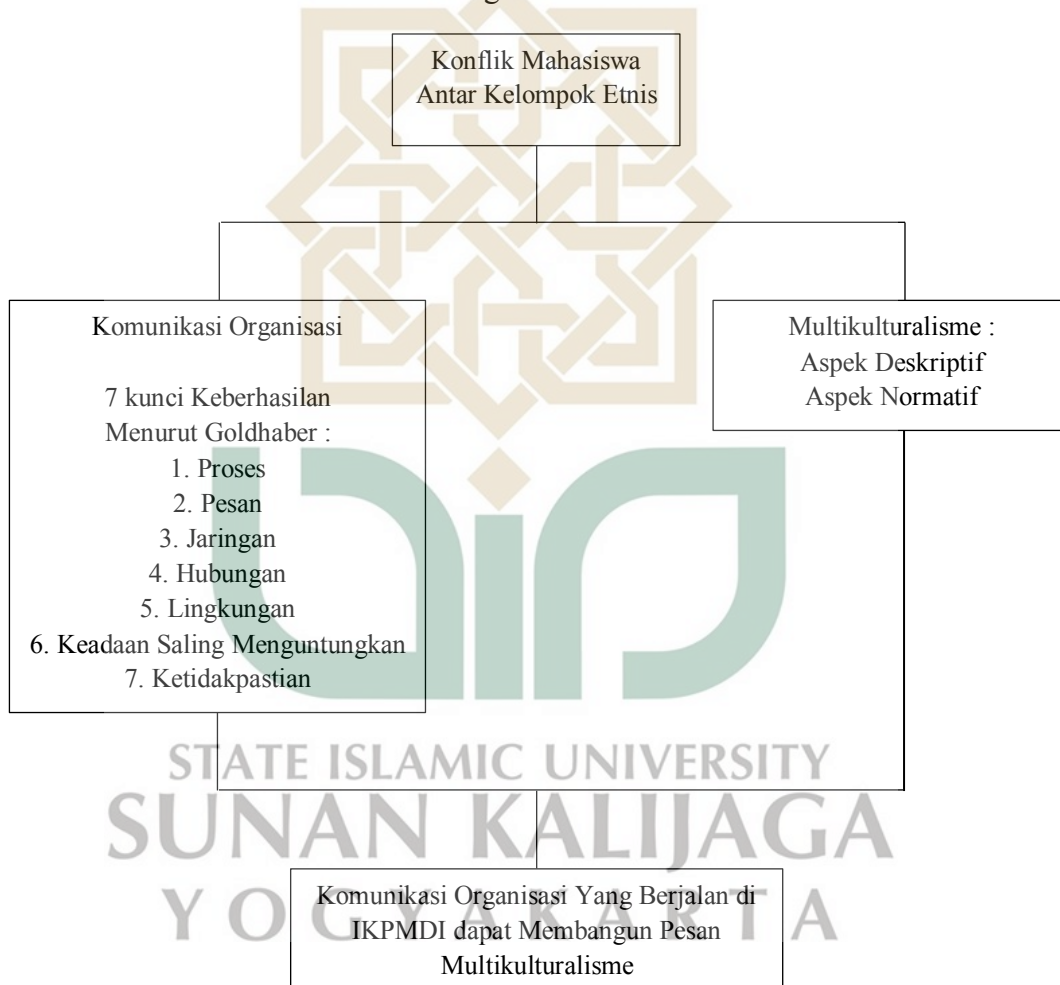 Konflik Mahasiswa
Antar Kelompok Etnis
Komunikasi Organisasi
7 kunci Keberhasilan
Menurut Goldhaber :
1. Proses
2. Pesan
3. Jaringan
4. Hubungan
5. Lingkungan
6. Keadaan Saling Menguntungkan
7. Ketidakpastian
Multikulturalisme :
Aspek Deskriptif
Aspek Normatif
STATE ISLAMIC UNIVERSITY
SUNAN KALIJAGA
YOGYAKARTA
Komunikasi Organisasi Yang Berjalan di
IKPMDI dapat Membangun Pesan
Multikulturalisme